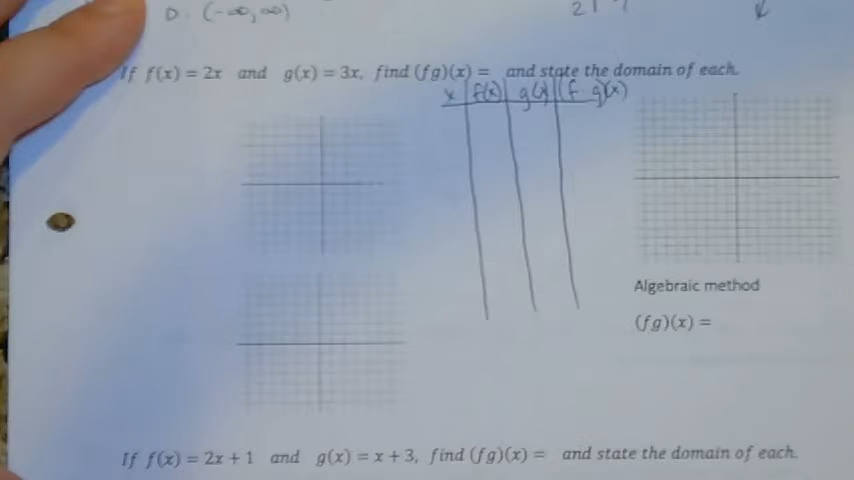 D: (-∞,∞)
If f(x) = 2x and g(x) = 3x, find (fg)(x) = and state the domain of each.
x f(x) g(x) (f·g)(x)
Algebraic method
(fg)(x) =
If f(x) = 2x + 1 and g(x) = x + 3, find (fg)(x) = and state the domain of each.